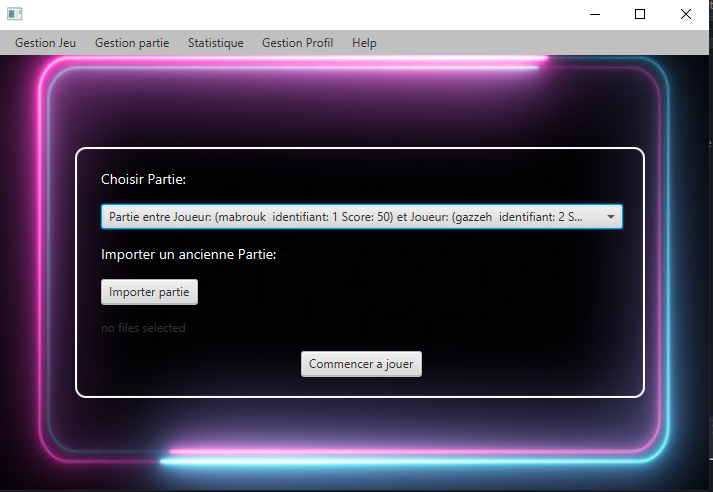 Gestion Jeu Gestion partie Statistique Gestion Profil Help
Choisir Partie:
Partie entre Joueur: (mabrouk  identifiant: 1 Score: 50) et Joueur: (gazzeh  identifiant: 2 S...
Importer un ancienne Partie:
Importer partie
no files selected
Commencer a jouer